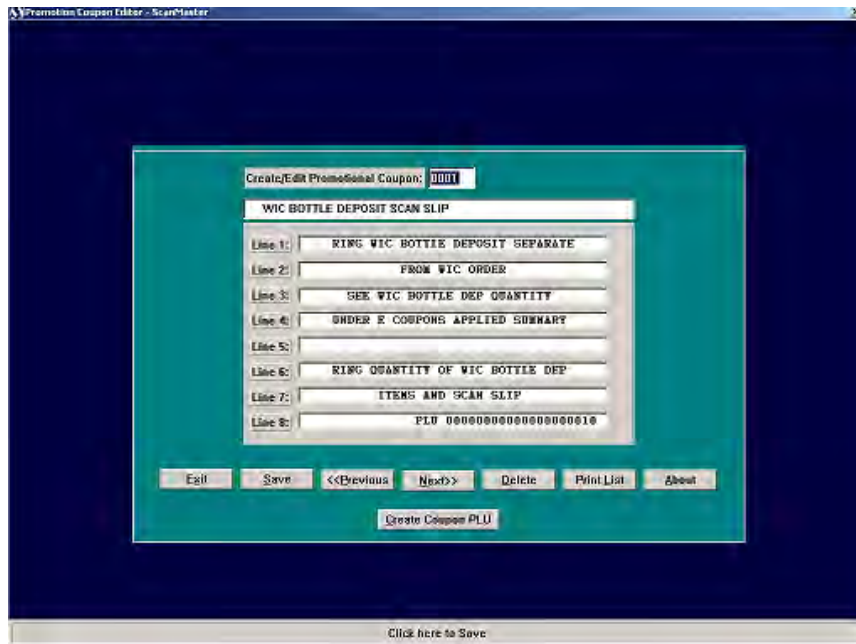 Promotion Coupon Editor - ScanMaster
Create/Edit Promotional Coupon: 0001
WIC BOTTLE DEPOSIT SCAN SLIP
Line 1: RING WIC BOTTLE DEPOSIT SEPARATE
Line 2: FROM WIC ORDER
Line 3: SEE WIC BOTTLE DEP QUANTITY
Line 4: UNDER E COUPONS APPLIED SUMMARY
Line 5:
Line 6: RING QUANTITY OF WIC BOTTLE DEP
Line 7: ITEMS AND SCAN SLIP
Line 8: PLU 00000000000000000010
Exit Save <<Previous Next>> Delete Print List About
Create Coupon PLU
Click here to Save